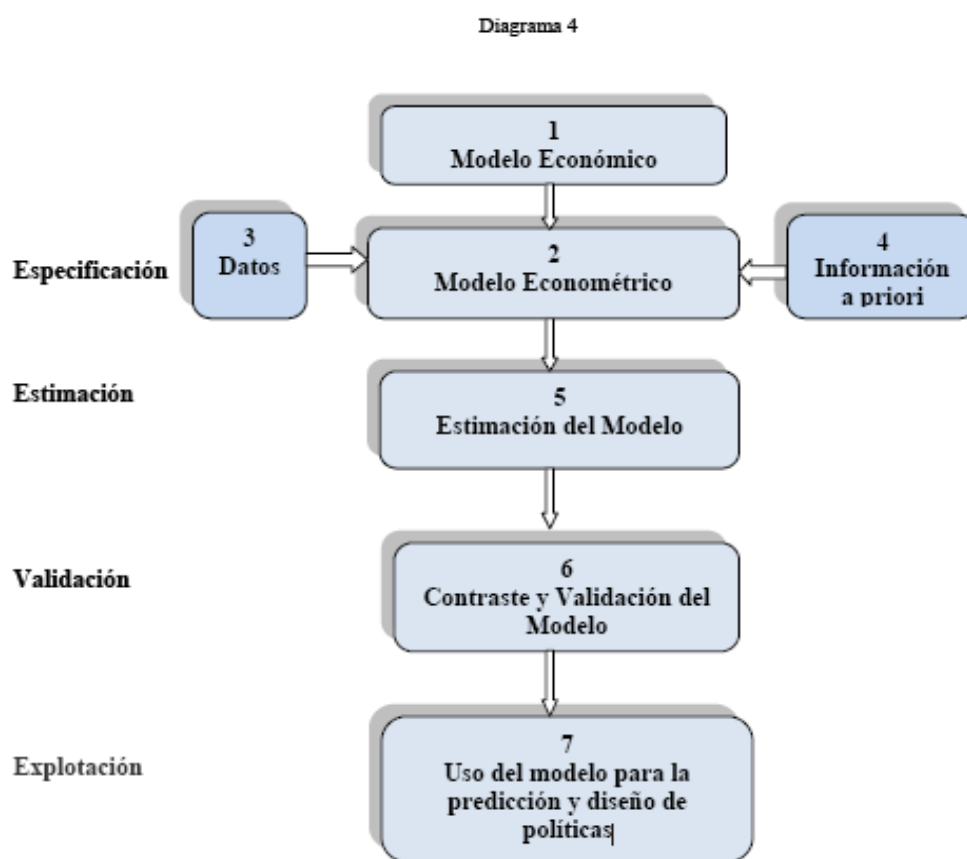 Diagrama 4
1
Modelo Económico
Especificación
3
Datos
2
Modelo Econométrico
4
Información
a priori
Estimación
5
Estimación del Modelo
Validación
6
Contraste y Validación del
Modelo
Explotación
7
Uso del modelo para la
predicción y diseño de
políticas